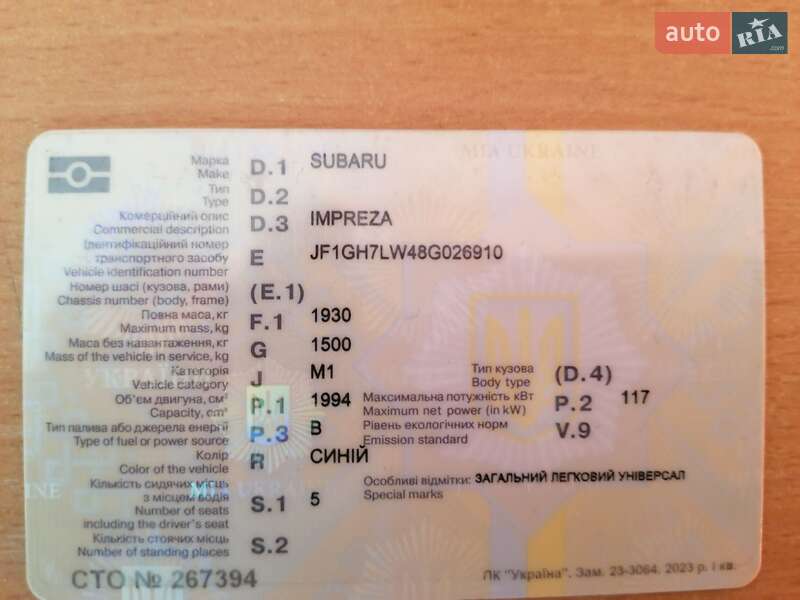 auto RIA .com
MIA UKRAINE
Марка D.1 SUBARU
Make
Тип D.2
Type
Комерційний опис D.3 IMPREZA
Commercial description
Ідентифікаційний номер
транспортного засобу E JF1GH7LW48G026910
Vehicle identification number
Номер шасі (кузова, рами) (E.1)
Chassis number (body, frame)
Повна маса, кг F.1 1930
Maximum mass, kg
Маса без навантаження, кг G 1500
Mass of the vehicle in service, kg
Категорія J M1 Тип кузова (D.4)
Vehicle category Body type
Об'єм двигуна, см³ P.1 1994 Максимальна потужність кВт P.2 117
Capacity, cm³ Maximum net power (in kW)
Тип палива або джерела енергії P.3 B Рівень екологічних норм V.9
Type of fuel or power source Emission standard
Колір R СИНІЙ
Color of the vehicle
Кількість сидячих місць Особливі відмітки: ЗАГАЛЬНИЙ ЛЕГКОВИЙ УНІВЕРСАЛ
з місцем водія S.1 5 Special marks
Number of seats
including the driver's seat
Кількість стоячих місць S.2
Number of standing places
СТО № 267394 ПК "Україна". Зам. 23-3064. 2023 р. І кв.